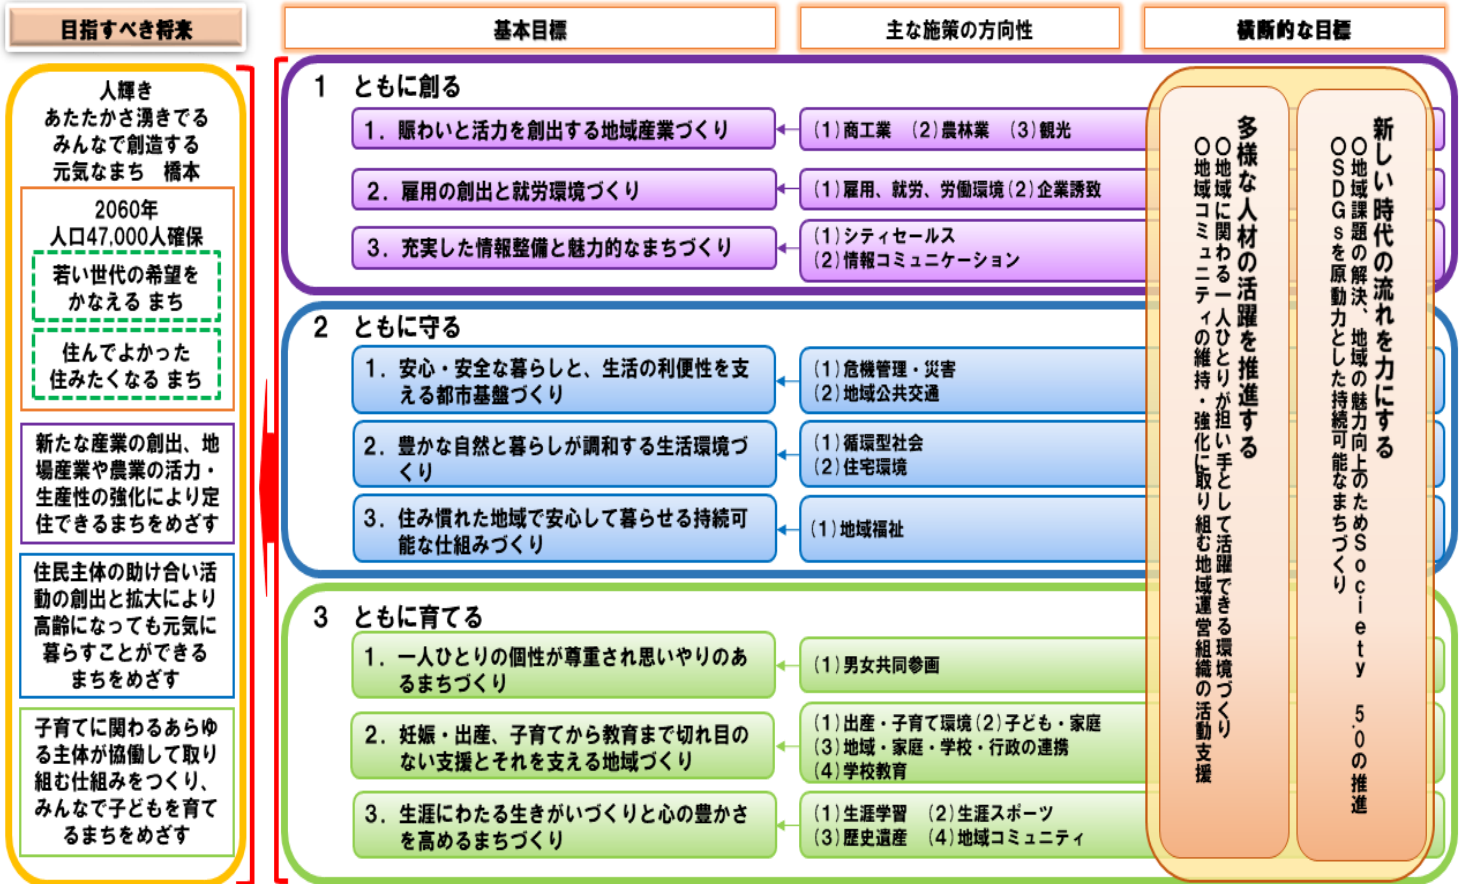 目指すべき将来
基本目標
主な施策の方向性
横断的な目標
人輝き
あたたかさ湧きでる
みんなで創造する
元気なまち　橋本
2060年
人口47,000人確保
若い世代の希望を
かなえる まち
住んでよかった
住みたくなる まち
新たな産業の創出、地
場産業や農業の活力・
生産性の強化により定
住できるまちをめざす
住民主体の助け合い活
動の創出と拡大により
高齢になっても元気に
暮らすことができる
まちをめざす
子育てに関わるあらゆ
る主体が協働して取り
組む仕組みをつくり、
みんなで子どもを育て
るまちをめざす
1　ともに創る
1．賑わいと活力を創出する地域産業づくり
(1)商工業　(2)農林業　(3)観光
2．雇用の創出と就労環境づくり
(1)雇用、就労、労働環境(2)企業誘致
3．充実した情報整備と魅力的なまちづくり
(1)シティセールス
(2)情報コミュニケーション
2　ともに守る
1．安心・安全な暮らしと、生活の利便性を支
える都市基盤づくり
(1)危機管理・災害
(2)地域公共交通
2．豊かな自然と暮らしが調和する生活環境づ
くり
(1)循環型社会
(2)住宅環境
3．住み慣れた地域で安心して暮らせる持続可
能な仕組みづくり
(1)地域福祉
3　ともに育てる
1．一人ひとりの個性が尊重され思いやりのあ
るまちづくり
(1)男女共同参画
2．妊娠・出産、子育てから教育まで切れ目の
ない支援とそれを支える地域づくり
(1)出産・子育て環境(2)子ども・家庭
(3)地域・家庭・学校・行政の連携
(4)学校教育
3．生涯にわたる生きがいづくりと心の豊かさ
を高めるまちづくり
(1)生涯学習　(2)生涯スポーツ
(3)歴史遺産　(4)地域コミュニティ
新しい時代の流れを力にする
〇地域課題の解決、地域の魅力向上のためSociety 5.0の推進
〇SDGsを原動力とした持続可能なまちづくり
多様な人材の活躍を推進する
〇地域に関わる一人ひとりが担い手として活躍できる環境づくり
〇地域コミュニティの維持・強化に取り組む地域運営組織の活動支援